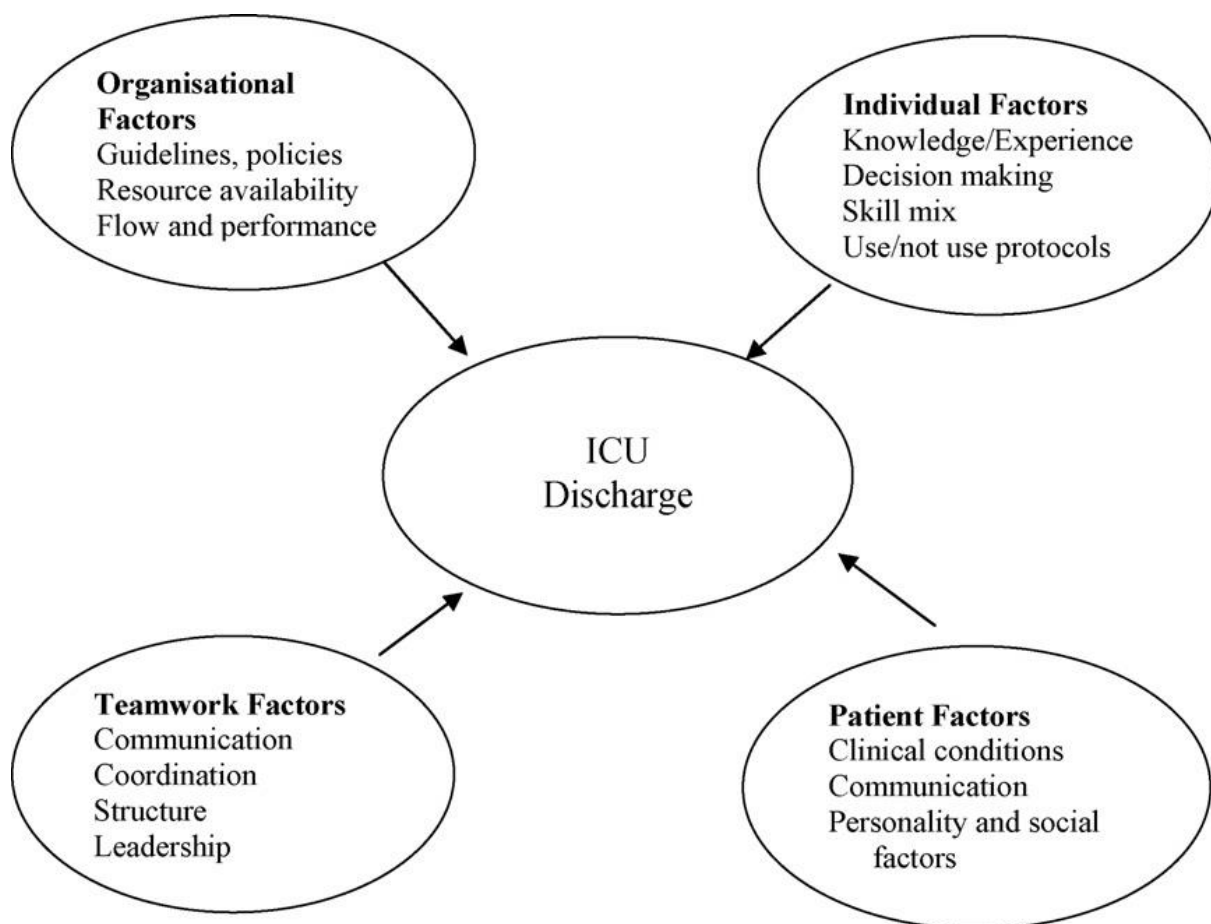 Organisational
Factors
Guidelines, policies
Resource availability
Flow and performance
Individual Factors
Knowledge/Experience
Decision making
Skill mix
Use/not use protocols
ICU
Discharge
Teamwork Factors
Communication
Coordination
Structure
Leadership
Patient Factors
Clinical conditions
Communication
Personality and social
factors